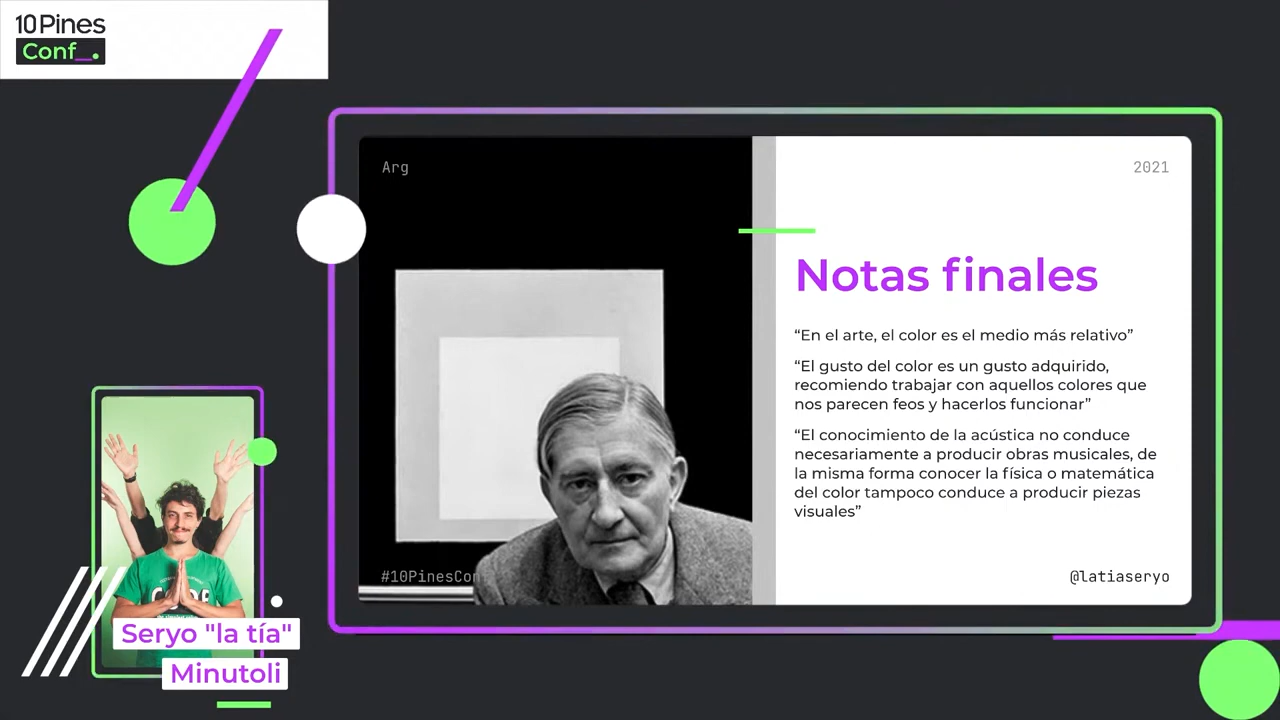 10Pines
Conf_.
Arg
2021
Notas finales
“En el arte, el color es el medio más relativo”
“El gusto del color es un gusto adquirido,
recomiendo trabajar con aquellos colores que
nos parecen feos y hacerlos funcionar”
“El conocimiento de la acústica no conduce
necesariamente a producir obras musicales, de
la misma forma conocer la física o matemática
del color tampoco conduce a producir piezas
visuales”
#10PinesCon
@latiaseryo
Seryo "la tía"
Minutoli